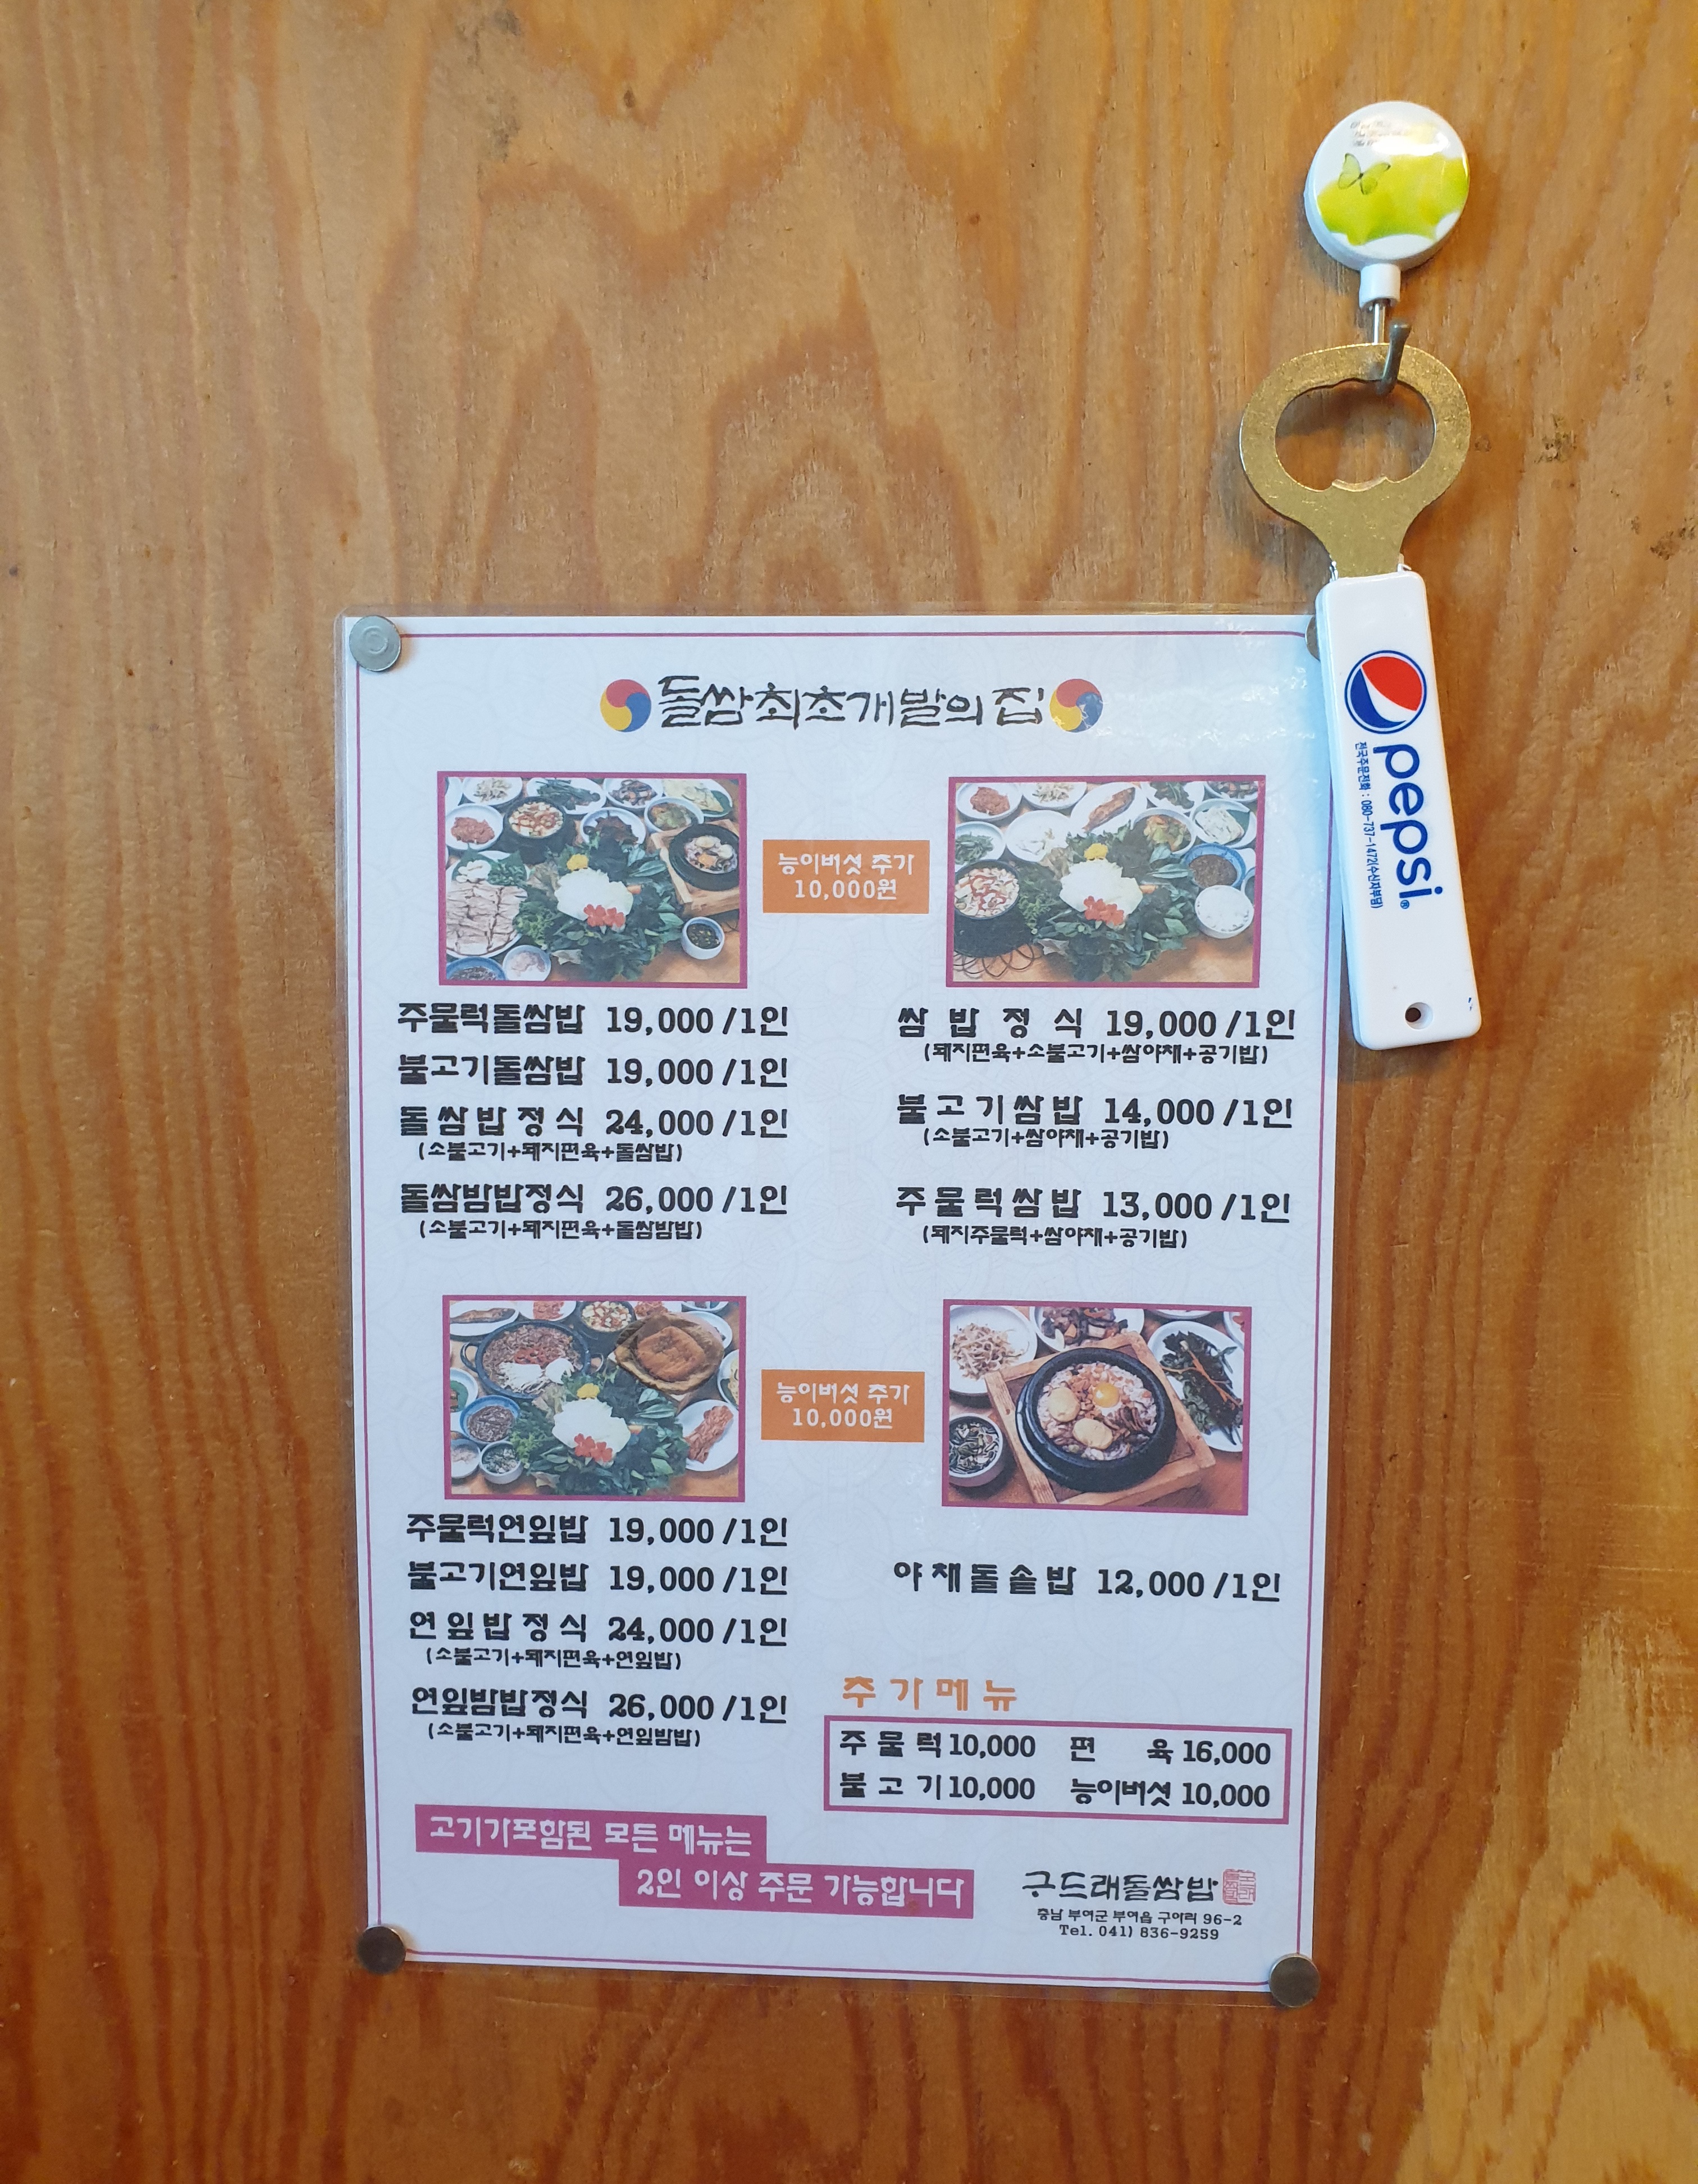 돌쌈최초개발의집
능이버섯 추가
10,000원
주물럭돌쌈밥 19,000/1인
불고기돌쌈밥 19,000/1인
돌쌈밥정식 24,000/1인
(소불고기+돼지편육+돌쌈밥)
돌쌈밤밥정식 26,000/1인
(소불고기+돼지편육+돌쌈밤밥)
쌈밥정식 19,000/1인
(돼지편육+소불고기+쌈야채+공기밥)
불고기쌈밥 14,000/1인
(소불고기+쌈야채+공기밥)
주물럭쌈밥 13,000/1인
(돼지주물럭+쌈야채+공기밥)
능이버섯 추가
10,000원
주물럭연잎밥 19,000/1인
불고기연잎밥 19,000/1인
연잎밥정식 24,000/1인
(소불고기+돼지편육+연잎밥)
연잎밤밥정식 26,000/1인
(소불고기+돼지편육+연잎밤밥)
야채돌솥밥 12,000/1인
추가메뉴
주물럭 10,000 편육 16,000
불고기 10,000 능이버섯 10,000
고기가포함된 모든 메뉴는
2인 이상 주문 가능합니다
구드래돌쌈밥
충남 부여군 부여읍 구아리 96-2
Tel. 041) 836-9259
pepsi
전국주문전화 : 080-737-1472(수신자부담)